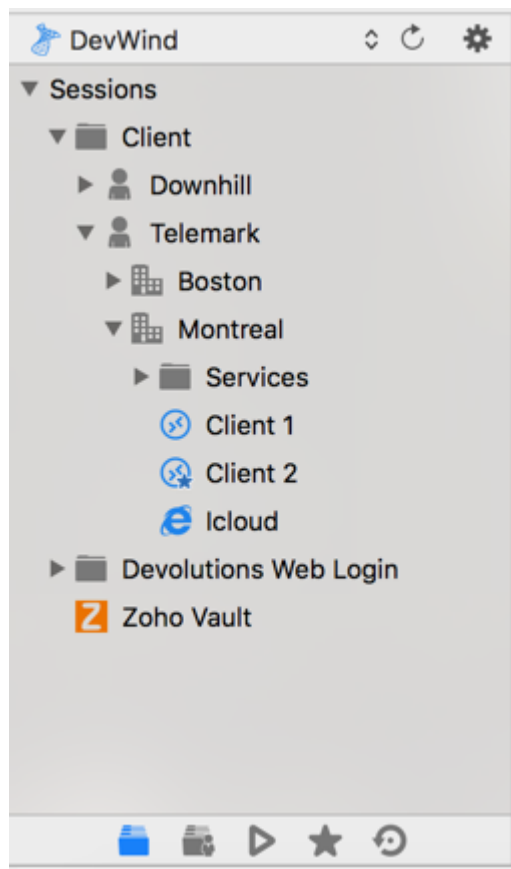 DevWind
Sessions
Client
Downhill
Telemark
Boston
Montreal
Services
Client 1
Client 2
Icloud
Devolutions Web Login
Zoho Vault